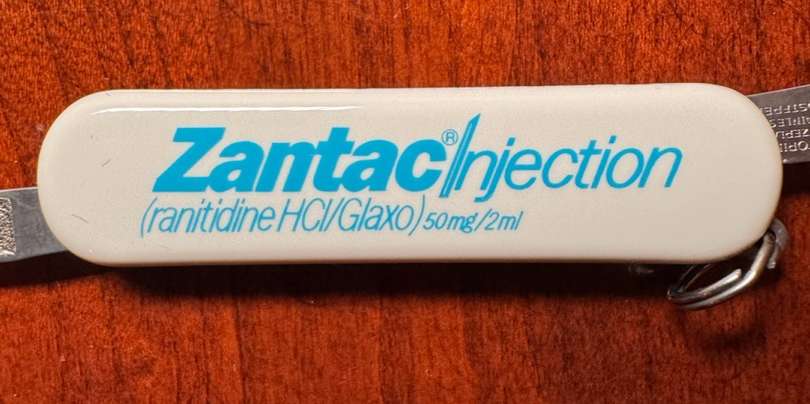 Zantac® Injection
(ranitidine HCl/Glaxo) 50mg/2ml